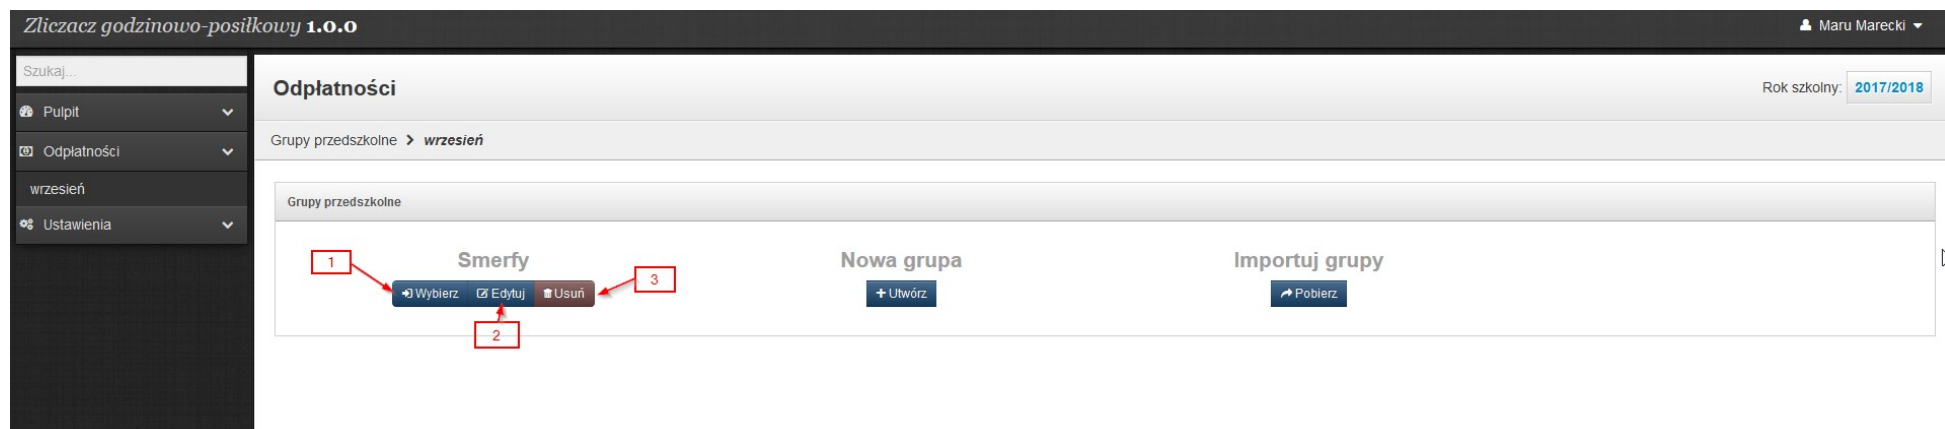 Zliczacz godzinowo-posiłkowy 1.0.0
Maru Marecki
Szukaj...
Pulpit
Odpłatności
wrzesień
Ustawienia
Odpłatności
Rok szkolny: 2017/2018
Grupy przedszkolne > wrzesień
Grupy przedszkolne
Smerfy
Wybierz Edytuj Usuń
1
2
3
Nowa grupa
+ Utwórz
Importuj grupy
Pobierz